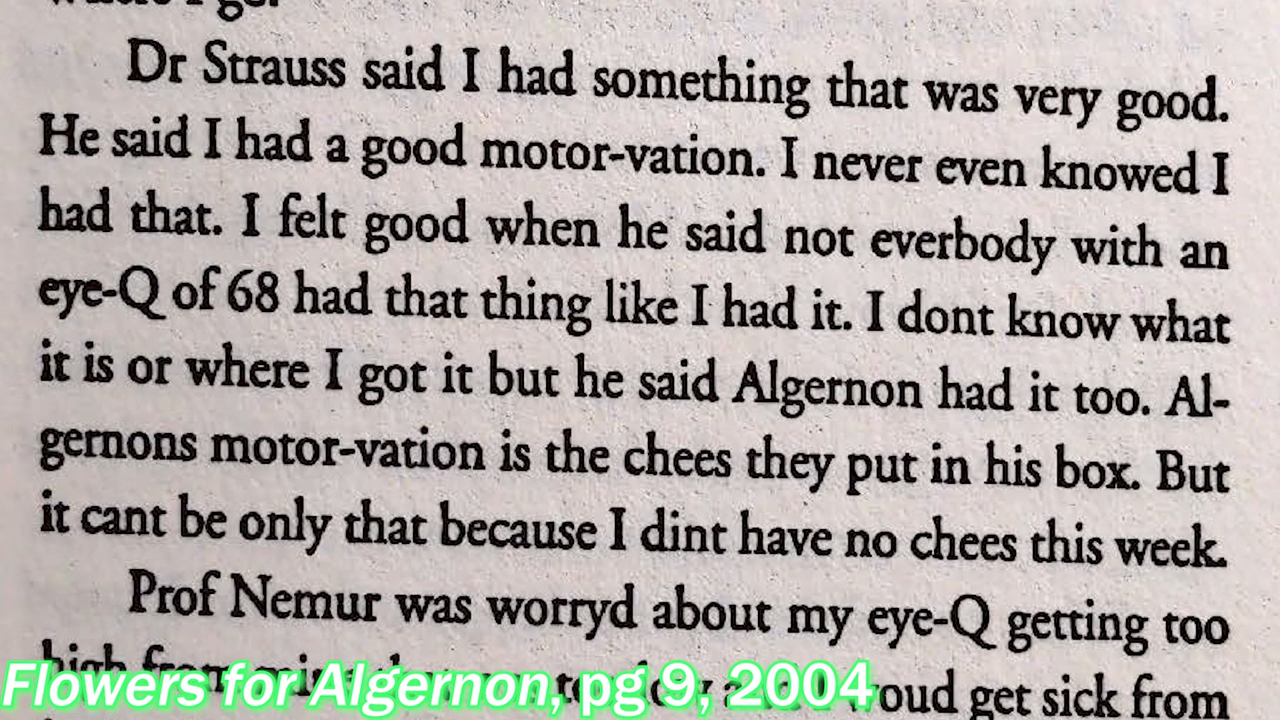 I go.
Dr Strauss said I had something that was very good.
He said I had a good motor-vation. I never even knowed I
had that. I felt good when he said not everbody with an
eye-Q of 68 had that thing like I had it. I dont know what
it is or where I got it but he said Algernon had it too. Al-
gernons motor-vation is the chees they put in his box. But
it cant be only that because I dint have no chees this week.
Prof Nemur was worryd about my eye-Q getting too
high from get sick from
Flowers for Algernon, pg 9, 2004